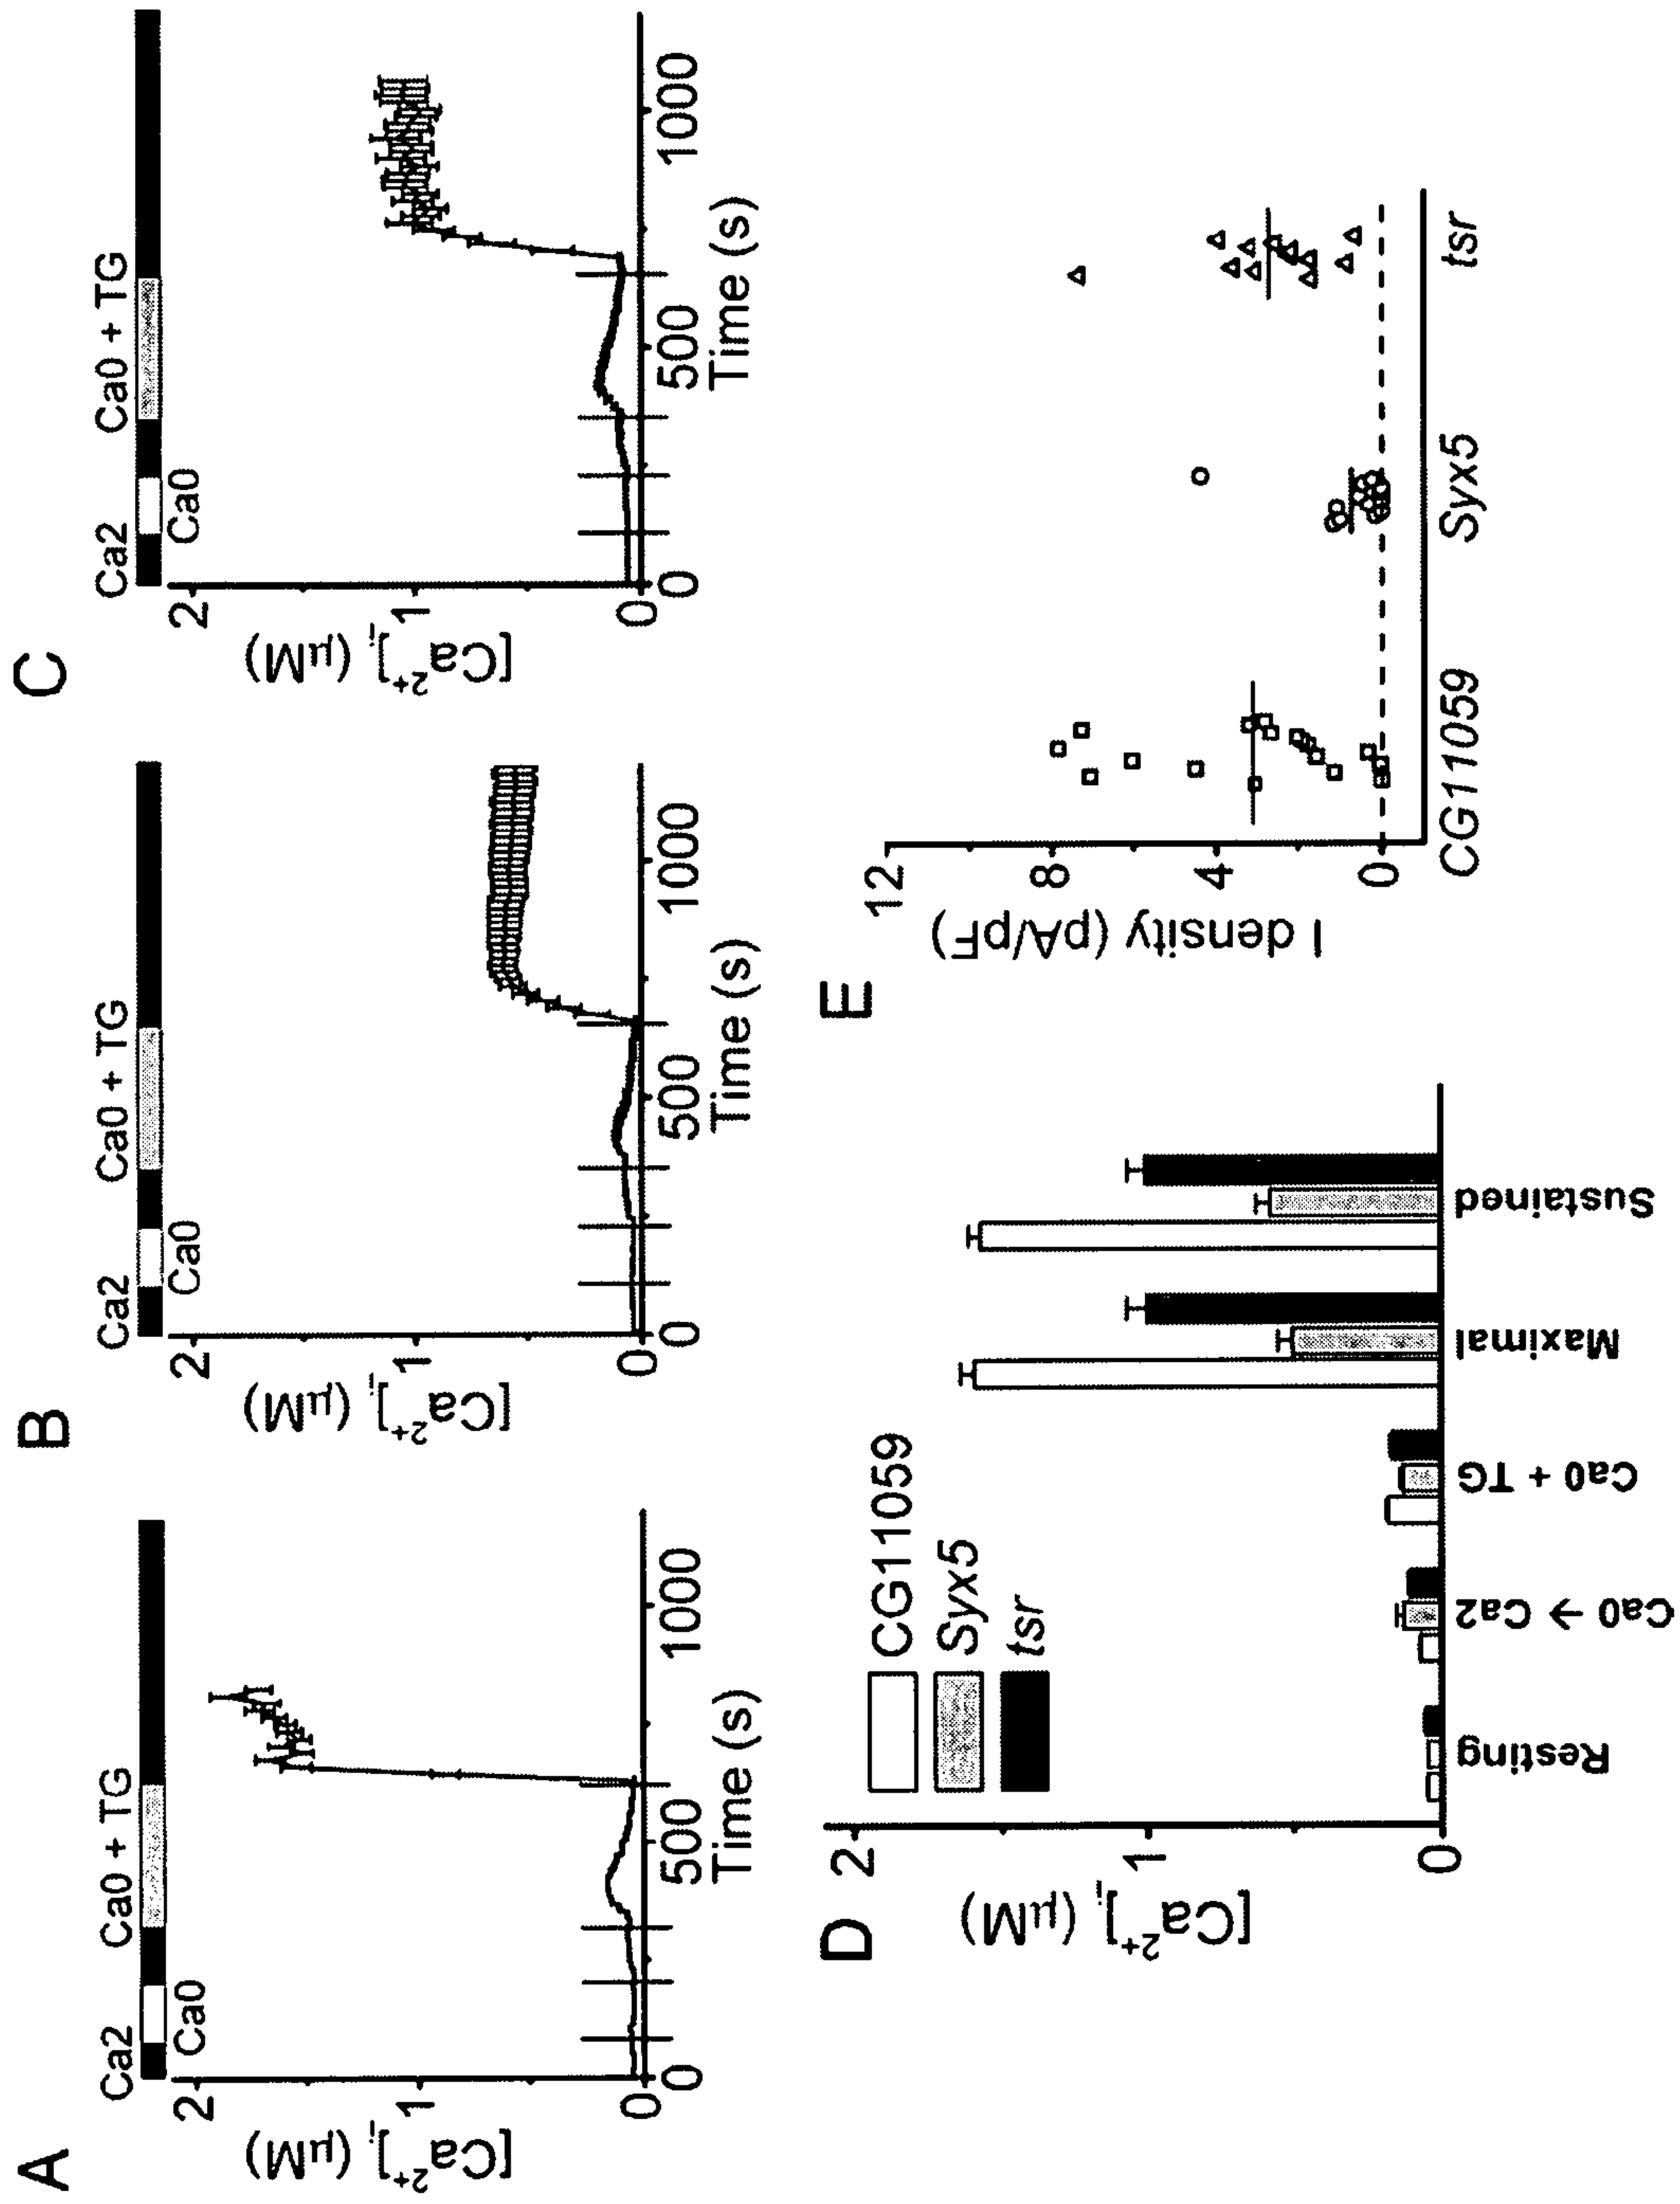 A
Ca2
Ca0 + TG
Ca0
[Ca2+]i (μM)
2
1
0
0
500
1000
Time (s)
B
Ca2
Ca0 + TG
Ca0
[Ca2+]i (μM)
2
1
0
0
500
1000
Time (s)
C
Ca2
Ca0 + TG
Ca0
[Ca2+]i (μM)
2
1
0
0
500
1000
Time (s)
D
[Ca2+]i (μM)
2
1
0
CG11059
Syx5
tsr
Resting
Ca0 → Ca2
Ca0 + TG
Maximal
Sustained
E
I density (pA/pF)
12
8
4
0
CG11059
Syx5
tsr